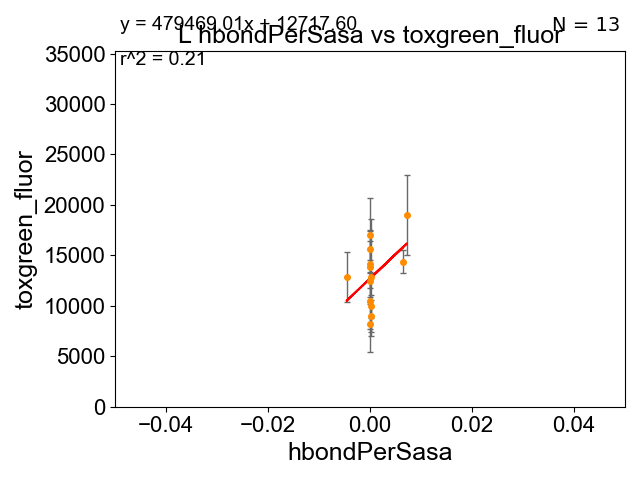 y = 479469.01x + 12717.60
N = 13
L hbondPerSasa vs toxgreen_fluor
r^2 = 0.21
35000
30000
25000
20000
15000
10000
5000
0
toxgreen_fluor
−0.04 −0.02 0.00 0.02 0.04
hbondPerSasa